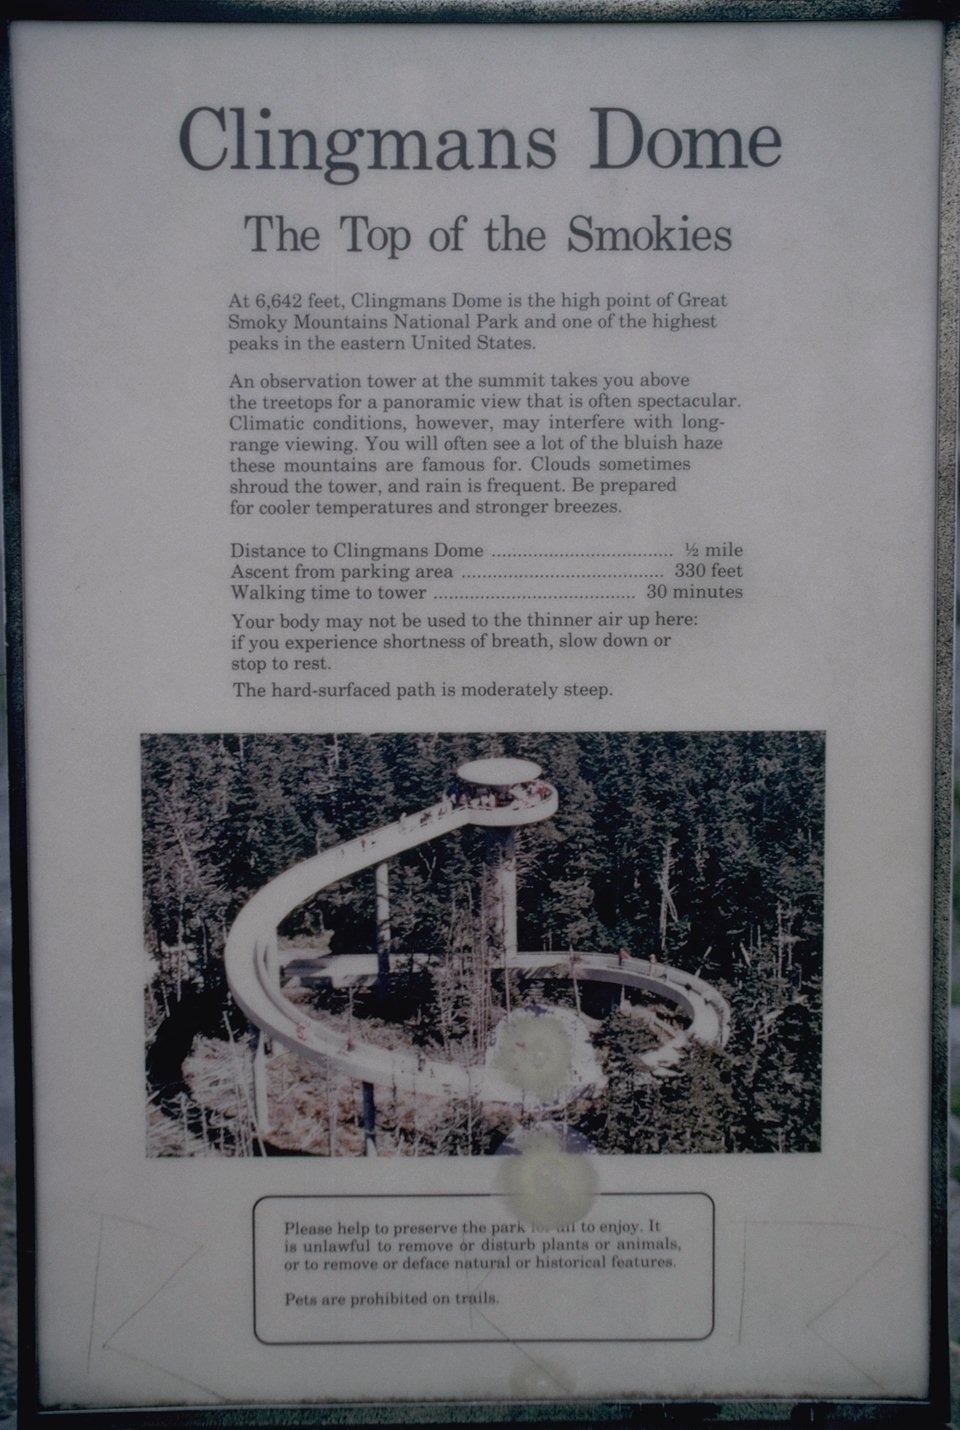 Clingmans Dome
The Top of the Smokies
At 6,642 feet, Clingmans Dome is the high point of Great
Smoky Mountains National Park and one of the highest
peaks in the eastern United States.
An observation tower at the summit takes you above
the treetops for a panoramic view that is often spectacular.
Climatic conditions, however, may interfere with long-
range viewing. You will often see a lot of the bluish haze
these mountains are famous for. Clouds sometimes
shroud the tower, and rain is frequent. Be prepared
for cooler temperatures and stronger breezes.
Distance to Clingmans Dome .................................. ½ mile
Ascent from parking area ...................................... 330 feet
Walking time to tower ...................................... 30 minutes
Your body may not be used to the thinner air up here:
if you experience shortness of breath, slow down or
stop to rest.
The hard-surfaced path is moderately steep.
Please help to preserve the park for all to enjoy. It
is unlawful to remove or disturb plants or animals,
or to remove or deface natural or historical features.
Pets are prohibited on trails.